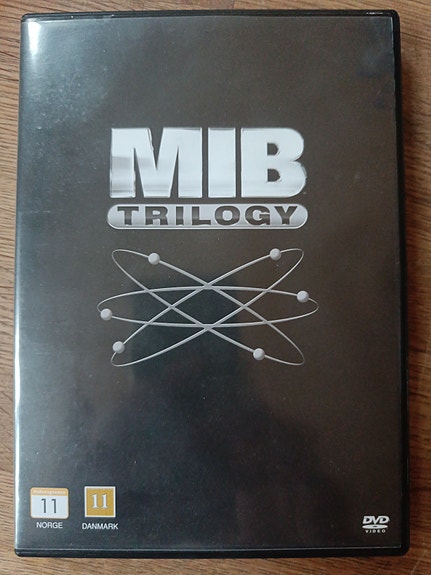 MIB
TRILOGY
11
NORGE
11
DANMARK
DVD
VIDEO